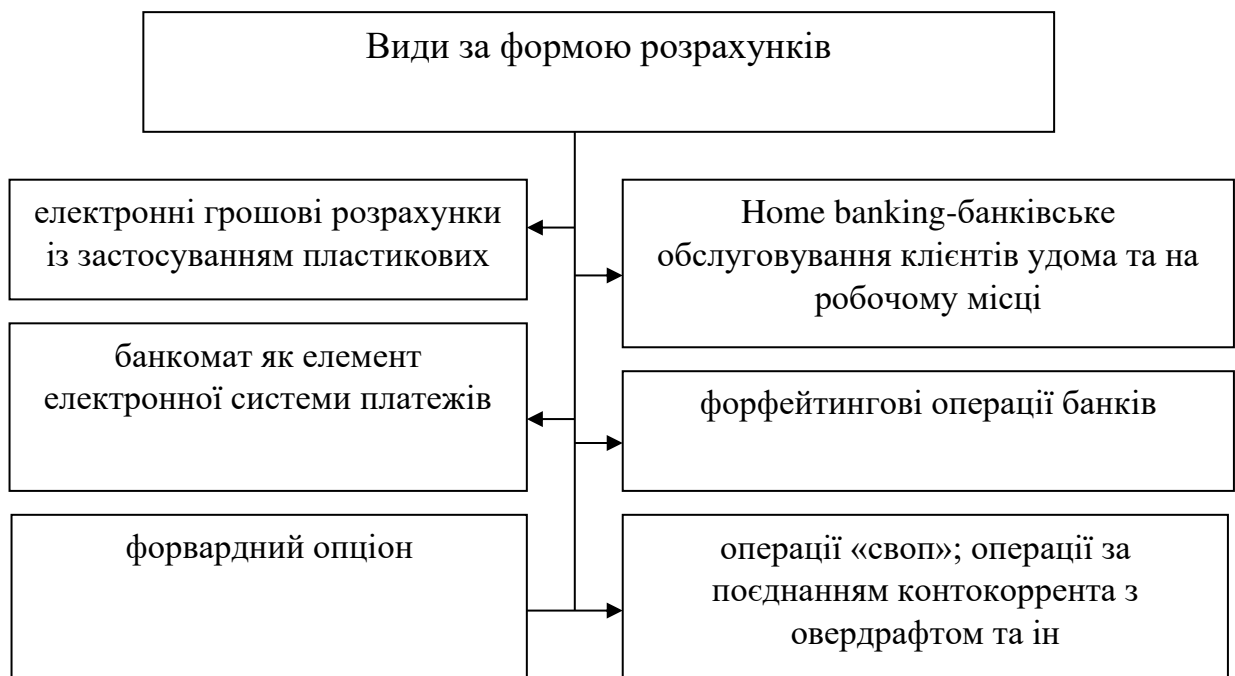 Види за формою розрахунків
електронні грошові розрахунки
із застосуванням пластикових
Home banking-банківське
обслуговування клієнтів удома та на
робочому місці
банкомат як елемент
електронної системи платежів
форфейтингові операції банків
форвардний опціон
операції «своп»; операції за
поєднанням контокоррента з
овердрафтом та ін